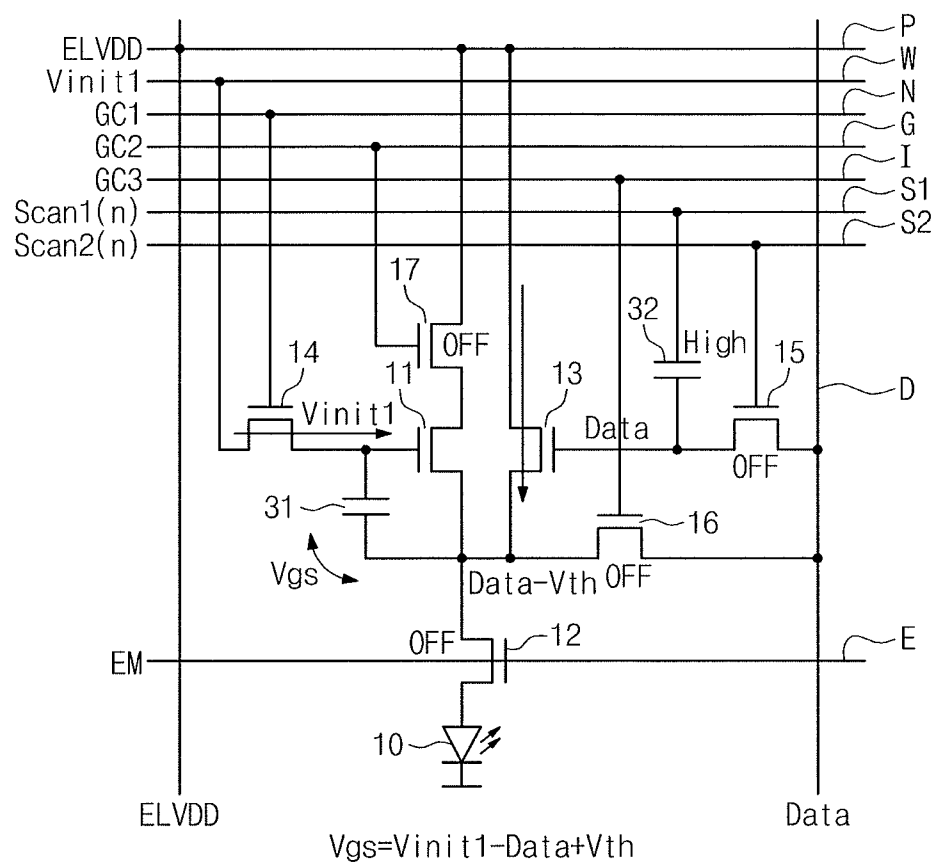 P
ELVDD
W
Vinit1
N
GC1
G
GC2
I
GC3
S1
Scan1(n)
S2
Scan2(n)
17
OFF
32
High
15
14
11
13
D
Vinit1
Data
OFF
31
16
Vgs
Data-Vth
OFF
OFF
12
E
EM
10
ELVDD
Data
Vgs=Vinit1-Data+Vth